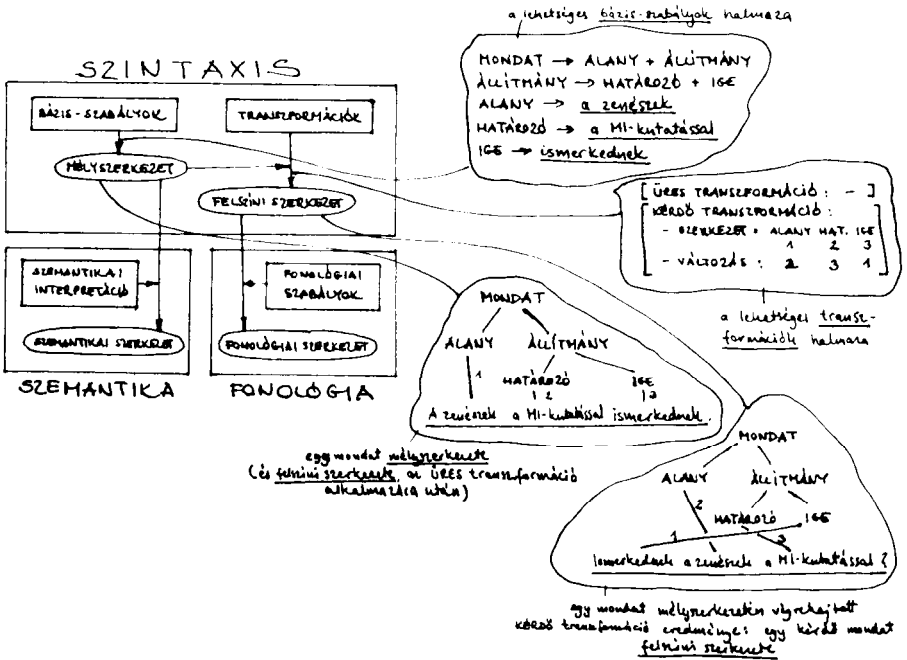 a lehetséges bázis-szabályok halmaza
MONDAT → ALANY + ÁLLÍTMÁNY
ÁLLÍTMÁNY → HATÁROZÓ + IGE
ALANY → a zenészek
HATÁROZÓ → a MI-kutatással
IGE → ismerkednek
SZINTAXIS
BÁZIS-SZABÁLYOK
TRANSZFORMÁCIÓK
MÉLYSZERKEZET
FELSZÍNI SZERKEZET
[ÜRES TRANSZFORMÁCIÓ: - ]
KÉRDŐ TRANSZFORMÁCIÓ:
- SZERKEZET = ALANY HAT. IGE
1 2 3
- VÁLTOZÁS: 2 3 1
a lehetséges transz-
formációk halmaza
SZEMANTIKAI
INTERPRETÁCIÓ
SZEMANTIKAI SZERKEZET
SZEMANTIKA
FONOLÓGIAI
SZABÁLYOK
FONOLÓGIAI SZERKEZET
FONOLÓGIA
MONDAT
ALANY ÁLLÍTMÁNY
1
HATÁROZÓ IGE
2 3
A zenészek a MI-kutatással ismerkednek.
egy mondat mélyszerkezete
(és felszíni szerkezete az ÜRES transzformáció
alkalmazása után)
MONDAT
ALANY ÁLLÍTMÁNY
2
HATÁROZÓ IGE
1 3
Ismerkednek a zenészek a MI-kutatással?
egy mondat mélyszerkezetén végrehajtott
KÉRDŐ transzformáció eredménye: egy kérdő mondat
felszíni szerkezete